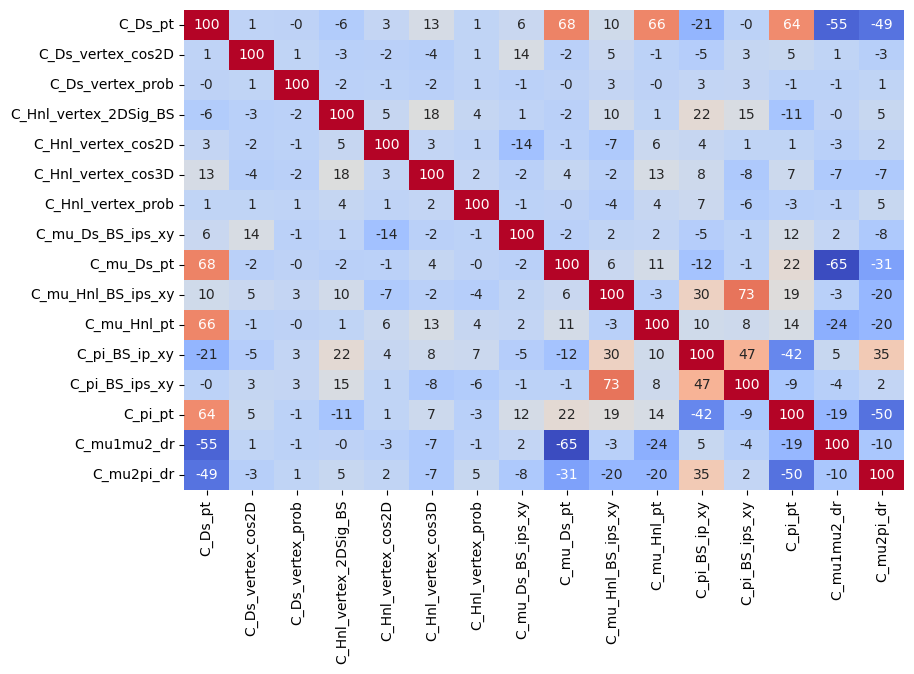 C_Ds_pt 100 1 -0 -6 3 13 1 6 68 10 66 -21 -0 64 -55 -49
C_Ds_vertex_cos2D 1 100 1 -3 -2 -4 1 14 -2 5 -1 -5 3 5 1 -3
C_Ds_vertex_prob -0 1 100 -2 -1 -2 1 -1 -0 3 -0 3 3 -1 -1 1
C_Hnl_vertex_2DSig_BS -6 -3 -2 100 5 18 4 1 -2 10 1 22 15 -11 -0 5
C_Hnl_vertex_cos2D 3 -2 -1 5 100 3 1 -14 -1 -7 6 4 1 1 -3 2
C_Hnl_vertex_cos3D 13 -4 -2 18 3 100 2 -2 4 -2 13 8 -8 7 -7 -7
C_Hnl_vertex_prob 1 1 1 4 1 2 100 -1 -0 -4 4 7 -6 -3 -1 5
C_mu_Ds_BS_ips_xy 6 14 -1 1 -14 -2 -1 100 -2 2 2 -5 -1 12 2 -8
C_mu_Ds_pt 68 -2 -0 -2 -1 4 -0 -2 100 6 11 -12 -1 22 -65 -31
C_mu_Hnl_BS_ips_xy 10 5 3 10 -7 -2 -4 2 6 100 -3 30 73 19 -3 -20
C_mu_Hnl_pt 66 -1 -0 1 6 13 4 2 11 -3 100 10 8 14 -24 -20
C_pi_BS_ip_xy -21 -5 3 22 4 8 7 -5 -12 30 10 100 47 -42 5 35
C_pi_BS_ips_xy -0 3 3 15 1 -8 -6 -1 -1 73 8 47 100 -9 -4 2
C_pi_pt 64 5 -1 -11 1 7 -3 12 22 19 14 -42 -9 100 -19 -50
C_mu1mu2_dr -55 1 -1 -0 -3 -7 -1 2 -65 -3 -24 5 -4 -19 100 -10
C_mu2pi_dr -49 -3 1 5 2 -7 5 -8 -31 -20 -20 35 2 -50 -10 100
C_Ds_pt
C_Ds_vertex_cos2D
C_Ds_vertex_prob
C_Hnl_vertex_2DSig_BS
C_Hnl_vertex_cos2D
C_Hnl_vertex_cos3D
C_Hnl_vertex_prob
C_mu_Ds_BS_ips_xy
C_mu_Ds_pt
C_mu_Hnl_BS_ips_xy
C_mu_Hnl_pt
C_pi_BS_ip_xy
C_pi_BS_ips_xy
C_pi_pt
C_mu1mu2_dr
C_mu2pi_dr